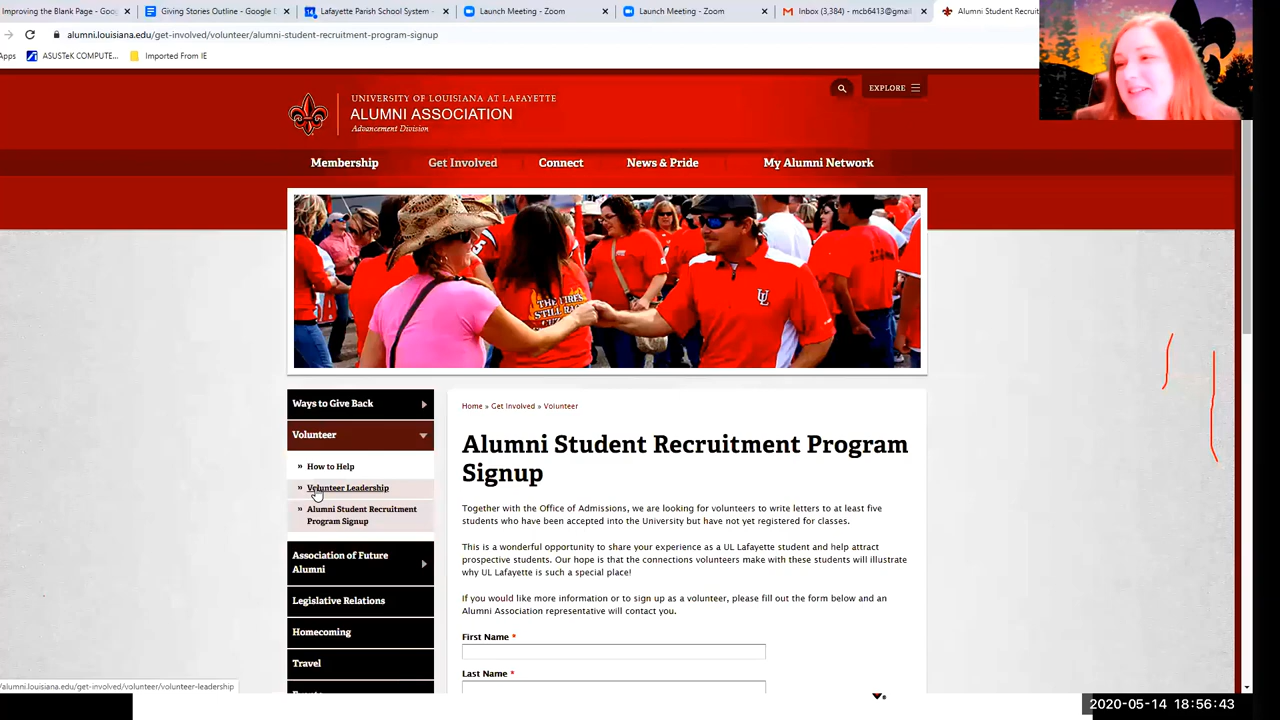 mproving the Blank Page -
Giving Stories Outline - Google D
Lafayette Parish School System -
Launch Meeting - Zoom
Launch Meeting - Zoom
Inbox (3,384) - mcb6413@gmail
Alumni Student Recruit
alumni.louisiana.edu/get-involved/volunteer/alumni-student-recruitment-program-signup
Apps
ASUSTeK COMPUTE...
Imported From IE
UNIVERSITY OF LOUISIANA AT LAFAYETTE
ALUMNI ASSOCIATION
Advancement Division
EXPLORE
Membership
Get Involved
Connect
News & Pride
My Alumni Network
THE FIRES
STILL
UL
Ways to Give Back
Volunteer
» How to Help
» Volunteer Leadership
» Alumni Student Recruitment
Program Signup
Association of Future
Alumni
Legislative Relations
Homecoming
Travel
Home » Get Involved » Volunteer
Alumni Student Recruitment Program
Signup
Together with the Office of Admissions, we are looking for volunteers to write letters to at least five
students who have been accepted into the University but have not yet registered for classes.
This is a wonderful opportunity to share your experience as a UL Lafayette student and help attract
prospective students. Our hope is that the connections volunteers make with these students will illustrate
why UL Lafayette is such a special place!
If you would like more information or to sign up as a volunteer, please fill out the form below and an
Alumni Association representative will contact you.
First Name *
Last Name *
/alumni.louisiana.edu/get-involved/volunteer/volunteer-leadership
2020-05-14 18:56:43